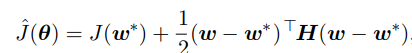 Ĵ(θ) = J(w*) + 1/2 (w − w*)⊤H(w − w*).